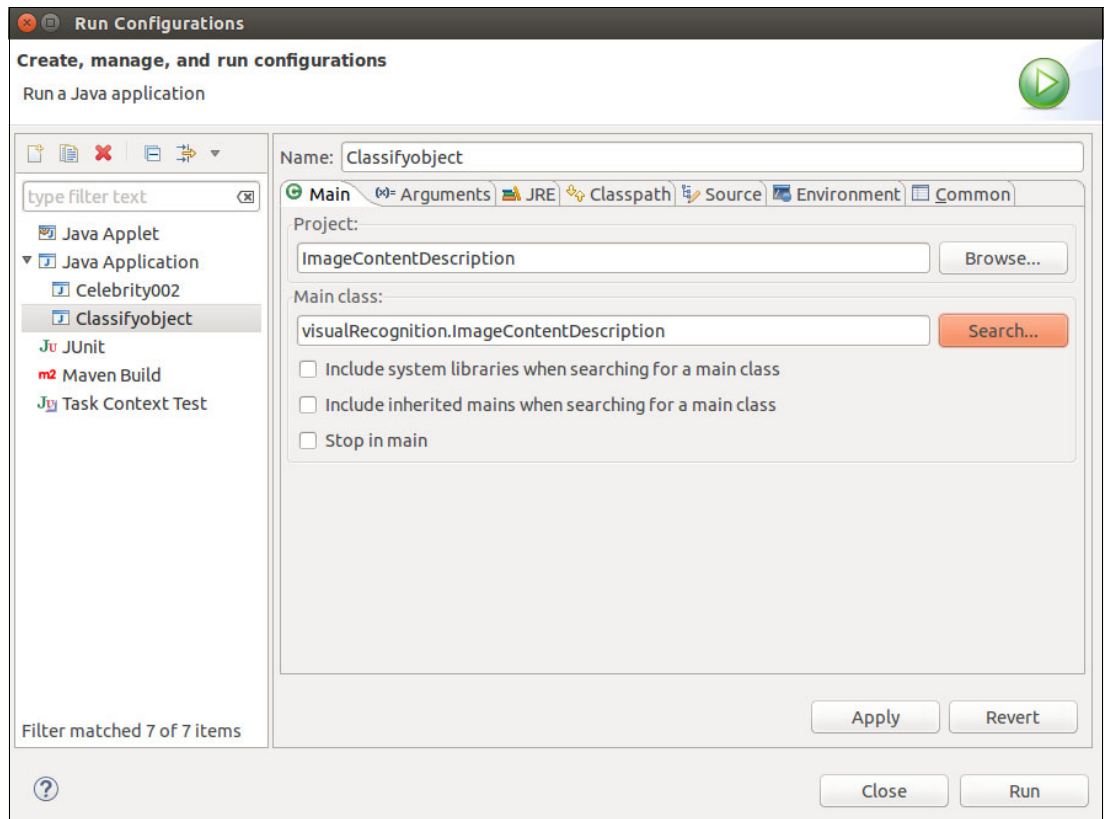 Run Configurations
Create, manage, and run configurations
Run a Java application
type filter text
Java Applet
Java Application
Celebrity002
Classifyobject
Ju JUnit
m2 Maven Build
Ju Task Context Test
Filter matched 7 of 7 items
Name: Classifyobject
Main (x)= Arguments JRE Classpath Source Environment Common
Project:
ImageContentDescription Browse...
Main class:
visualRecognition.ImageContentDescription Search...
Include system libraries when searching for a main class
Include inherited mains when searching for a main class
Stop in main
Apply Revert
? Close Run